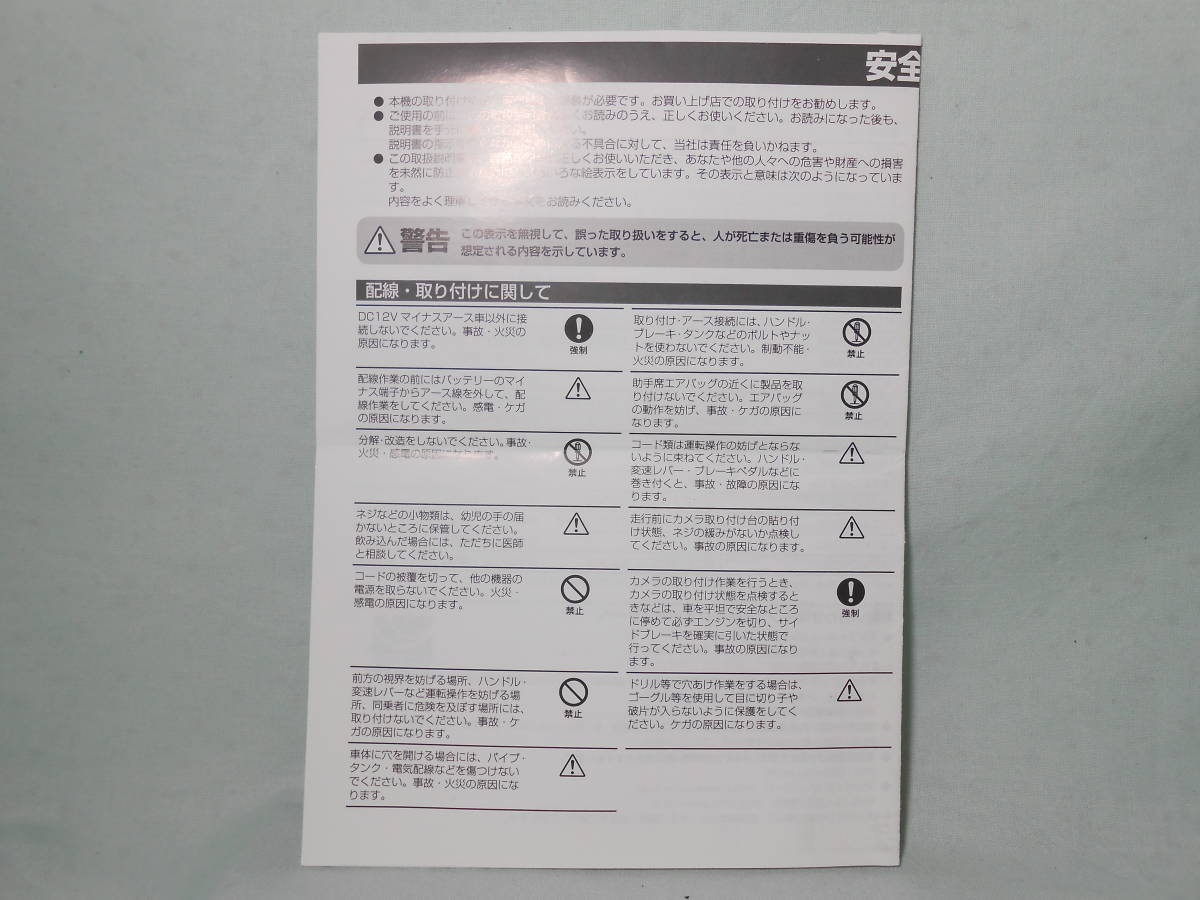 安全
● 本機の取り付け が必要です。お買い上げ店での取り付けをお勧めします。
● ご使用の前に くお読みのうえ、正しくお使いください。お読みになった後も、
説明書を手 い。
説明書の指示 る不具合に対して、当社は責任を負いかねます。
● この取扱説明 正しくお使いいただき、あなたや他の人々への危害や財産への損害
を未然に防止 いろな絵表示をしています。その表示と意味は次のようになっていま
す。
内容をよく理解し をお読みください。
警告 この表示を無視して、誤った取り扱いをすると、人が死亡または重傷を負う可能性が
想定される内容を示しています。
配線・取り付けに関して
DC12V マイナスアース車以外に接
続しないでください。事故・火災の
原因になります。
強制
配線作業の前にはバッテリーのマイ
ナス端子からアース線を外して、配
線作業をしてください。感電・ケガ
の原因になります。
分解・改造をしないでください。事故・
火災・感電の原因になります。
禁止
ネジなどの小物類は、幼児の手の届
かないところに保管してください。
飲み込んだ場合には、ただちに医師
と相談してください。
コードの被覆を切って、他の機器の
電源を取らないでください。火災・
感電の原因になります。
禁止
前方の視界を妨げる場所、ハンドル・
変速レバーなど運転操作を妨げる場
所、同乗者に危険を及ぼす場所には、
取り付けないでください。事故・ケ
ガの原因になります。
禁止
車体に穴を開ける場合には、パイプ・
タンク・電気配線などを傷つけない
でください。事故・火災の原因にな
ります。
取り付け・アース接続には、ハンドル・
ブレーキ・タンクなどのボルトやナッ
トを使わないでください。制動不能・
火災の原因になります。
禁止
助手席エアバッグの近くに製品を取
り付けないでください。エアバッグ
の動作を妨げ、事故・ケガの原因に
なります。
禁止
コード類は運転操作の妨げとならな
いように束ねてください。ハンドル・
変速レバー・ブレーキペダルなどに
巻き付くと、事故・故障の原因にな
ります。
走行前にカメラ取り付け台の貼り付
け状態、ネジの緩みがないか点検し
てください。事故の原因になります。
カメラの取り付け作業を行うとき、
カメラの取り付け状態を点検すると
きなどは、車を平坦で安全なところ
に停めて必ずエンジンを切り、サイ
ドブレーキを確実に引いた状態で
行ってください。事故の原因になり
ます。
強制
ドリル等で穴あけ作業をする場合は、
ゴーグル等を使用して目に切り子や
破片が入らないように保護をしてく
ださい。ケガの原因になります。